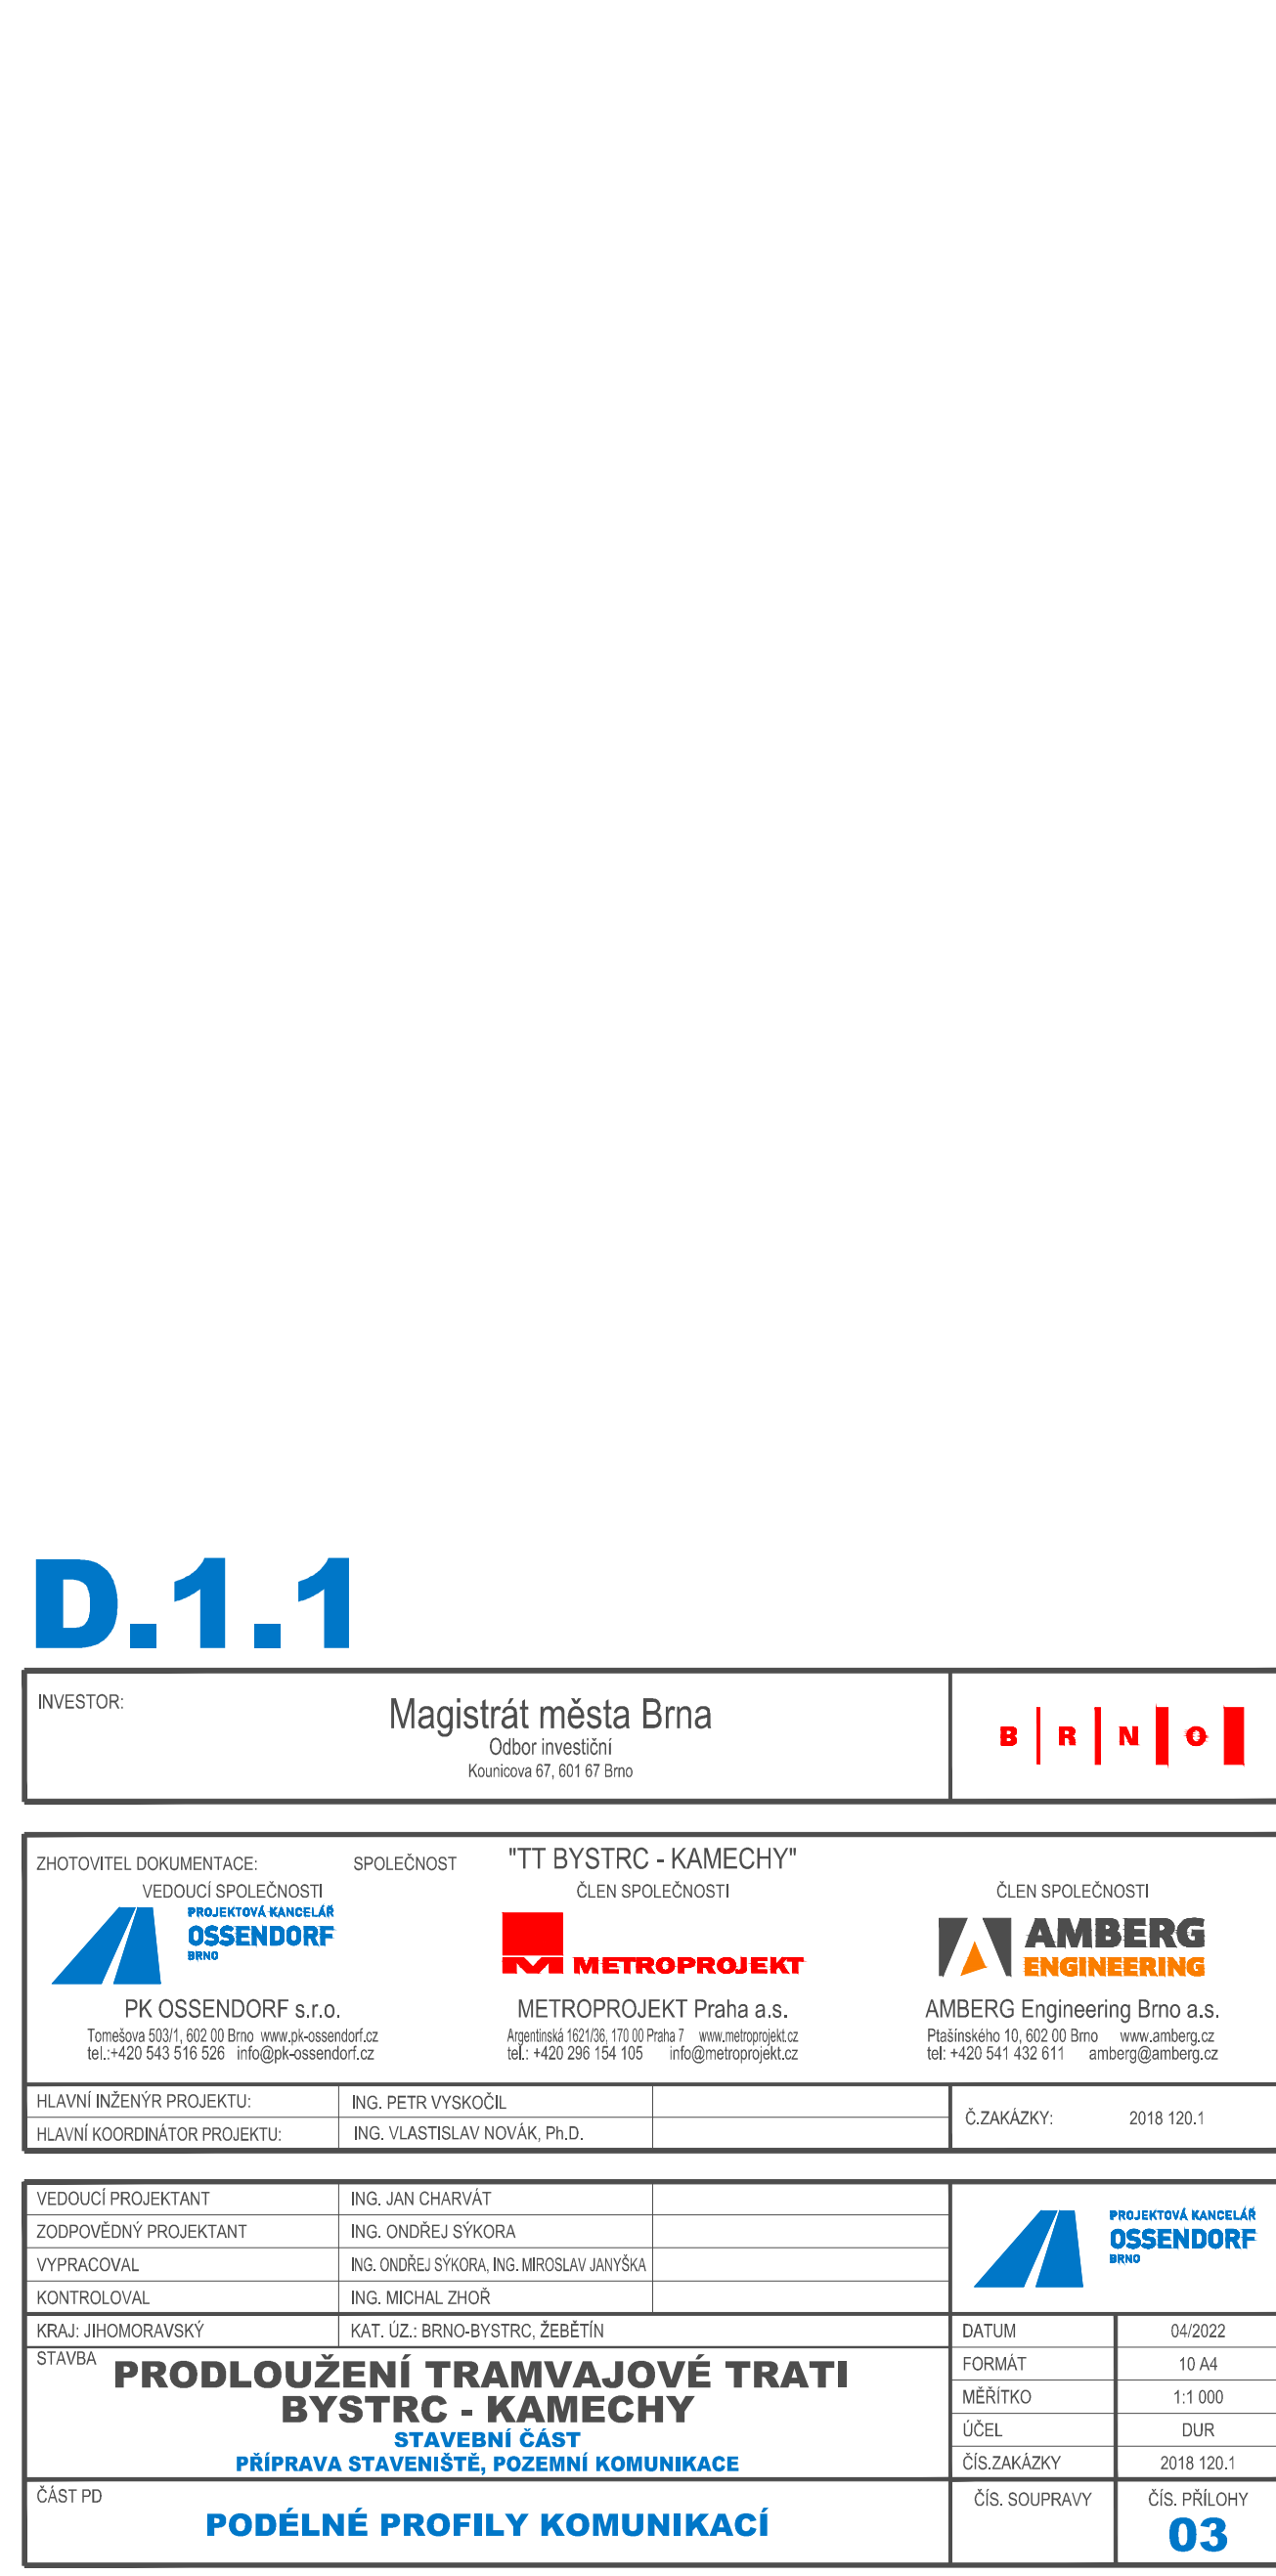 D.1.1
INVESTOR:
Magistrát města Brna
Odbor investiční
Kounicova 67, 601 67 Brno
B R N O
ZHOTOVITEL DOKUMENTACE: SPOLEČNOST "TT BYSTRC - KAMECHY"
VEDOUCÍ SPOLEČNOSTI ČLEN SPOLEČNOSTI ČLEN SPOLEČNOSTI
PROJEKTOVÁ KANCELÁŘ
OSSENDORF
BRNO
METROPROJEKT
AMBERG
ENGINEERING
PK OSSENDORF s.r.o.
Tomešova 503/1, 602 00 Brno www.pk-ossendorf.cz
tel.:+420 543 516 526 info@pk-ossendorf.cz
METROPROJEKT Praha a.s.
Argentinská 1621/36, 170 00 Praha 7 www.metroprojekt.cz
tel.: +420 296 154 105 info@metroprojekt.cz
AMBERG Engineering Brno a.s.
Ptašínského 10, 602 00 Brno www.amberg.cz
tel: +420 541 432 611 amberg@amberg.cz
HLAVNÍ INŽENÝR PROJEKTU: ING. PETR VYSKOČIL
HLAVNÍ KOORDINÁTOR PROJEKTU: ING. VLASTISLAV NOVÁK, Ph.D.
Č.ZAKÁZKY: 2018 120.1
VEDOUCÍ PROJEKTANT ING. JAN CHARVÁT
ZODPOVĚDNÝ PROJEKTANT ING. ONDŘEJ SÝKORA
VYPRACOVAL ING. ONDŘEJ SÝKORA, ING. MIROSLAV JANYŠKA
KONTROLOVAL ING. MICHAL ZHOŘ
PROJEKTOVÁ KANCELÁŘ
OSSENDORF
BRNO
KRAJ: JIHOMORAVSKÝ KAT. ÚZ.: BRNO-BYSTRC, ŽEBĚTÍN
DATUM 04/2022
STAVBA
PRODLOUŽENÍ TRAMVAJOVÉ TRATI
BYSTRC - KAMECHY
STAVEBNÍ ČÁST
PŘÍPRAVA STAVENIŠTĚ, POZEMNÍ KOMUNIKACE
FORMÁT 10 A4
MĚŘÍTKO 1:1 000
ÚČEL DUR
ČÍS.ZAKÁZKY 2018 120.1
ČÁST PD
PODÉLNÉ PROFILY KOMUNIKACÍ
ČÍS. SOUPRAVY
ČÍS. PŘÍLOHY
03